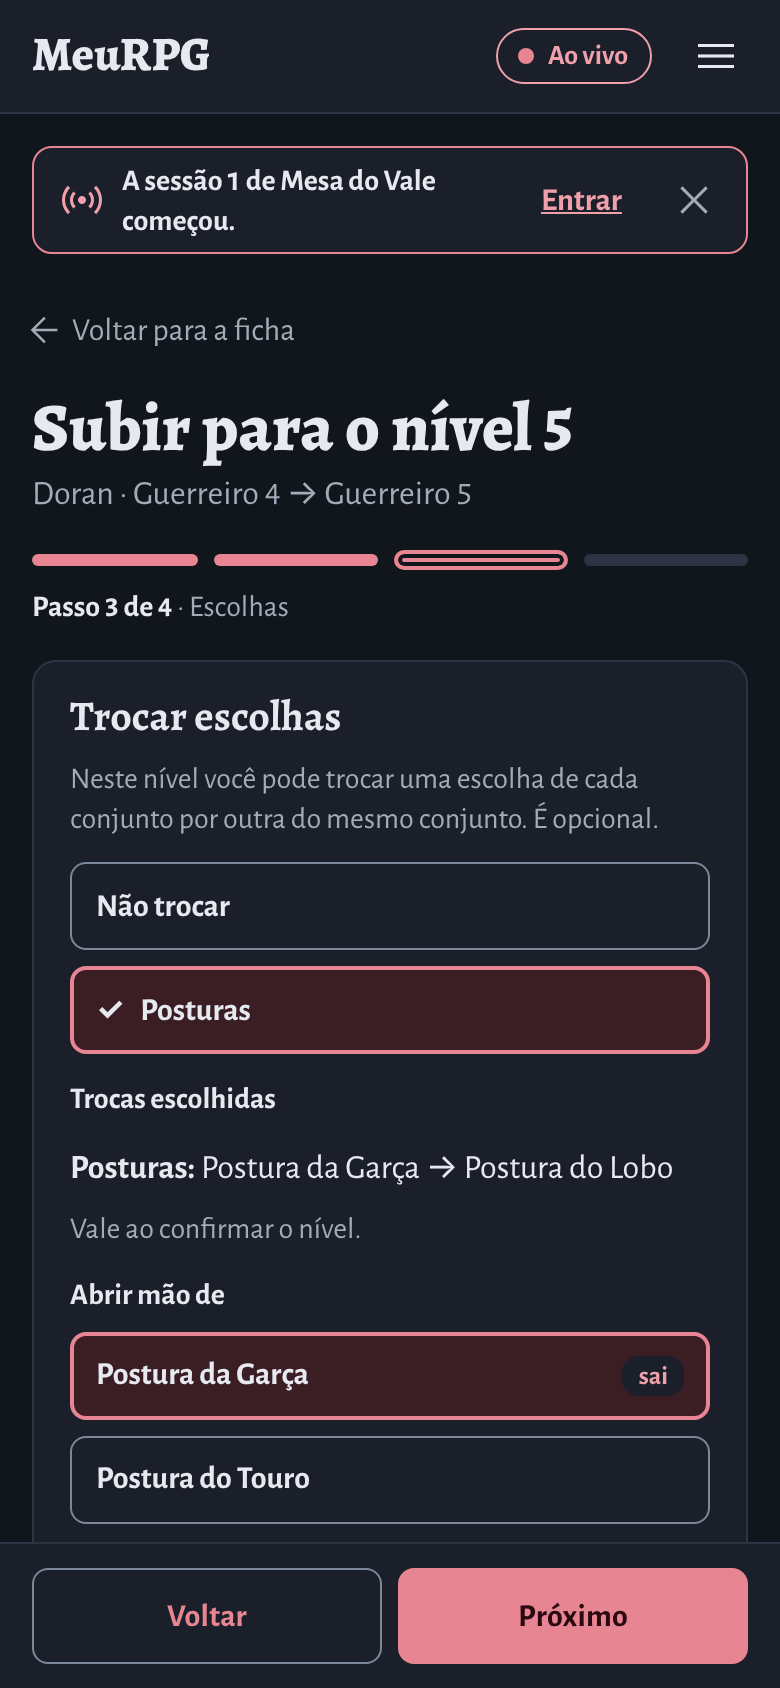 MeuRPG
Ao vivo
A sessão 1 de Mesa do Vale
começou.
Entrar
Voltar para a ficha
Subir para o nível 5
Doran · Guerreiro 4 → Guerreiro 5
Passo 3 de 4 · Escolhas
Trocar escolhas
Neste nível você pode trocar uma escolha de cada
conjunto por outra do mesmo conjunto. É opcional.
Não trocar
Posturas
Trocas escolhidas
Posturas: Postura da Garça → Postura do Lobo
Vale ao confirmar o nível.
Abrir mão de
Postura da Garça
sai
Postura do Touro
Voltar
Próximo